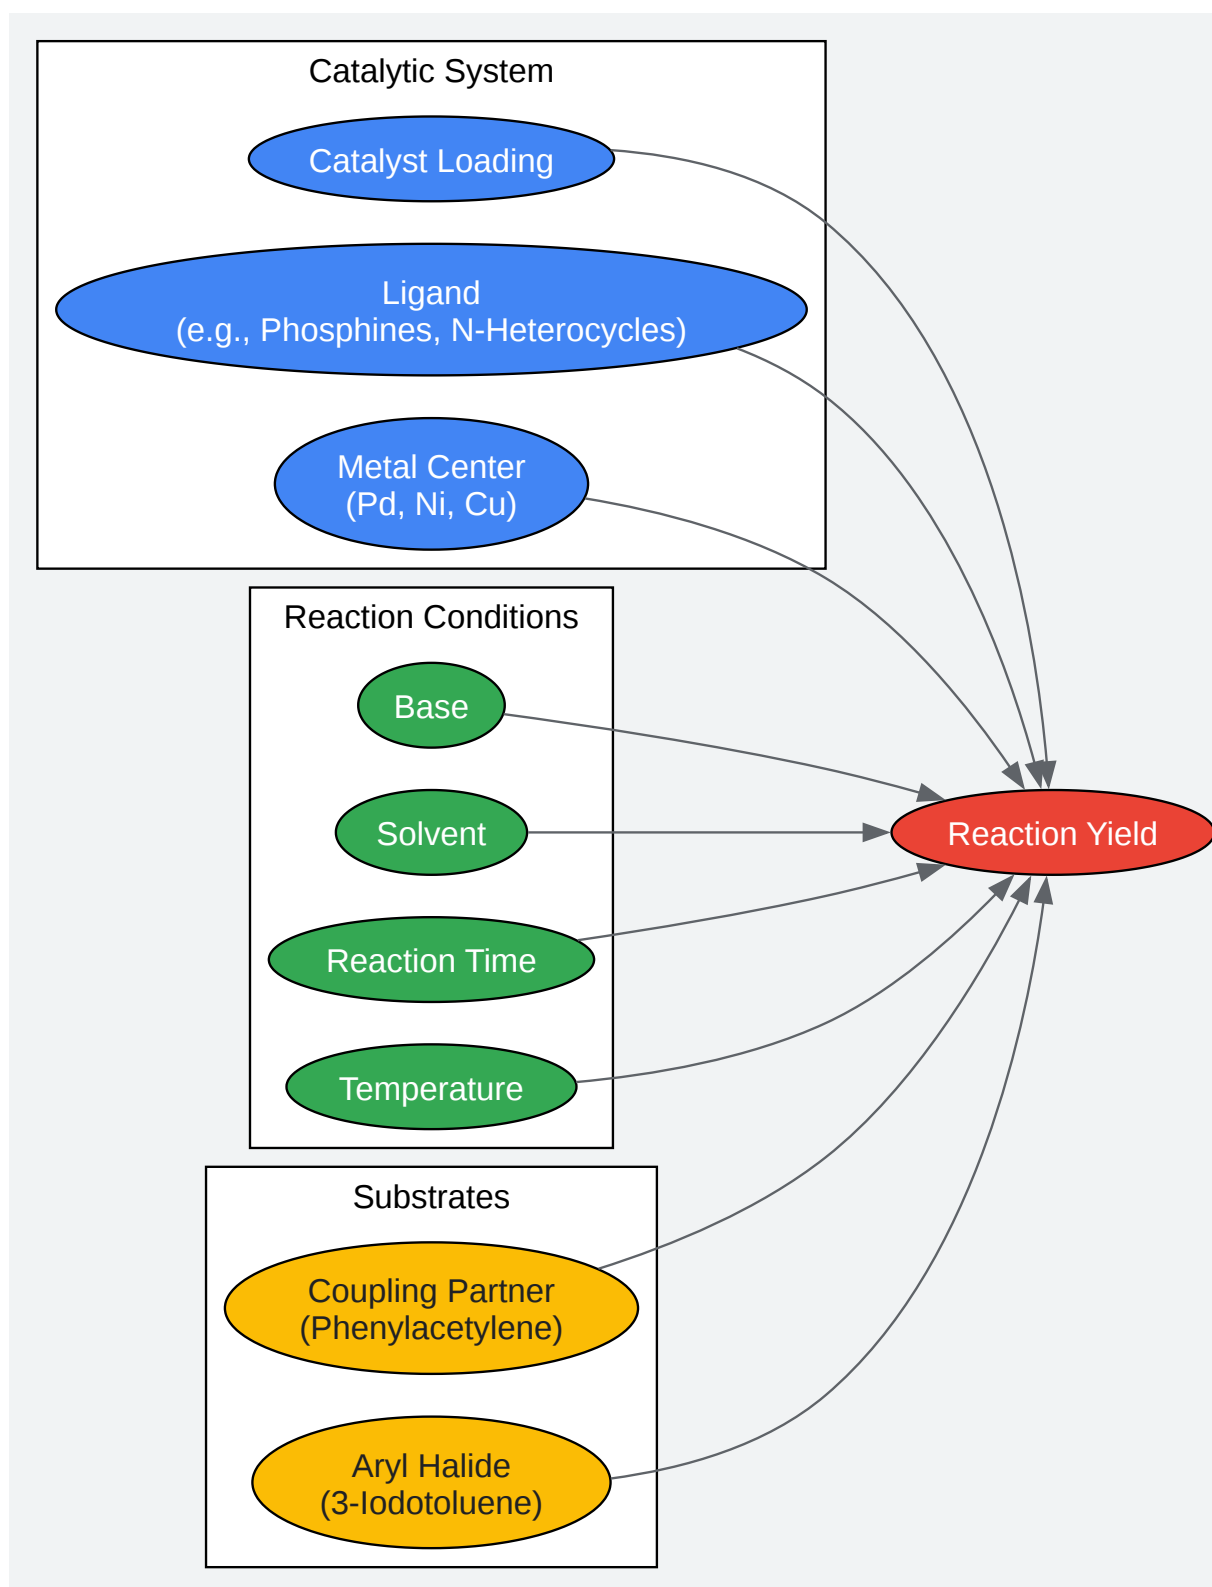 Catalytic System
Catalyst Loading
Ligand
(e.g., Phosphines, N-Heterocycles)
Metal Center
(Pd, Ni, Cu)
Reaction Conditions
Base
Solvent
Reaction Time
Temperature
Reaction Yield
Substrates
Coupling Partner
(Phenylacetylene)
Aryl Halide
(3-Iodotoluene)